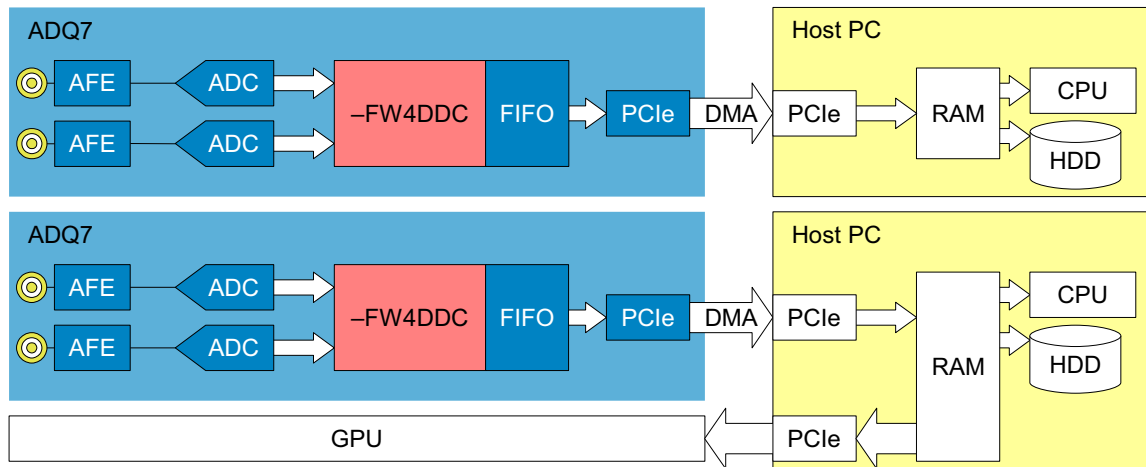 ADQ7
Host PC
AFE
ADC
AFE
ADC
–FW4DDC
FIFO
PCIe
DMA
PCIe
RAM
CPU
HDD
ADQ7
Host PC
AFE
ADC
AFE
ADC
–FW4DDC
FIFO
PCIe
DMA
PCIe
RAM
CPU
HDD
GPU
PCIe